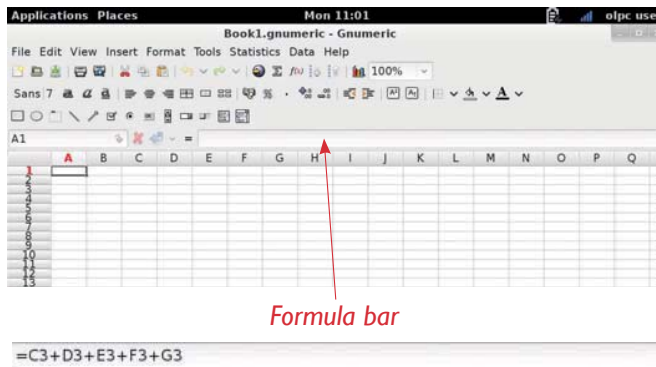 Applications Places Mon 11:01 olpc use
Book1.gnumeric - Gnumeric
File Edit View Insert Format Tools Statistics Data Help
100%
Sans 7
A1 =
A B C D E F G H I J K L M N O P Q
1
2
3
4
5
6
7
8
9
10
11
12
13
Formula bar
=C3+D3+E3+F3+G3